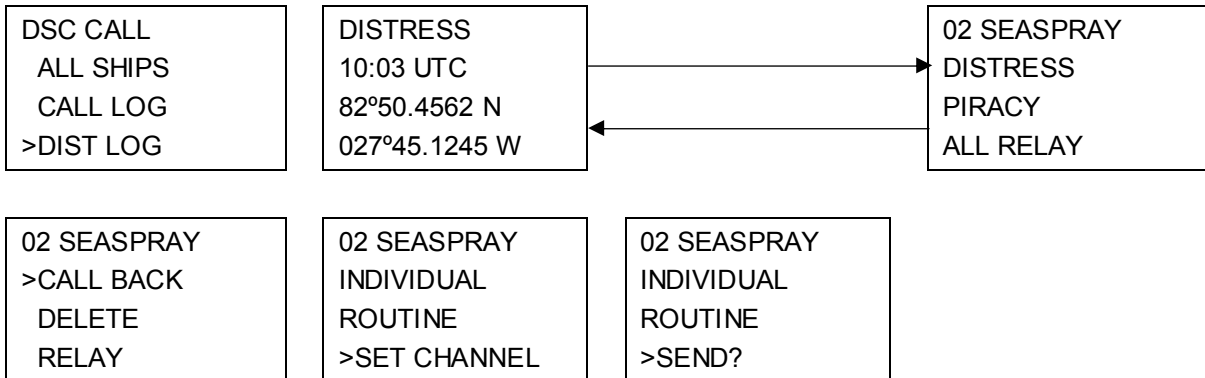 DSC CALL
ALL SHIPS
CALL LOG
>DIST LOG
DISTRESS
10:03 UTC
82º50.4562 N
027º45.1245 W
02 SEASPRAY
DISTRESS
PIRACY
ALL RELAY
02 SEASPRAY
>CALL BACK
DELETE
RELAY
02 SEASPRAY
INDIVIDUAL
ROUTINE
>SET CHANNEL
02 SEASPRAY
INDIVIDUAL
ROUTINE
>SEND?